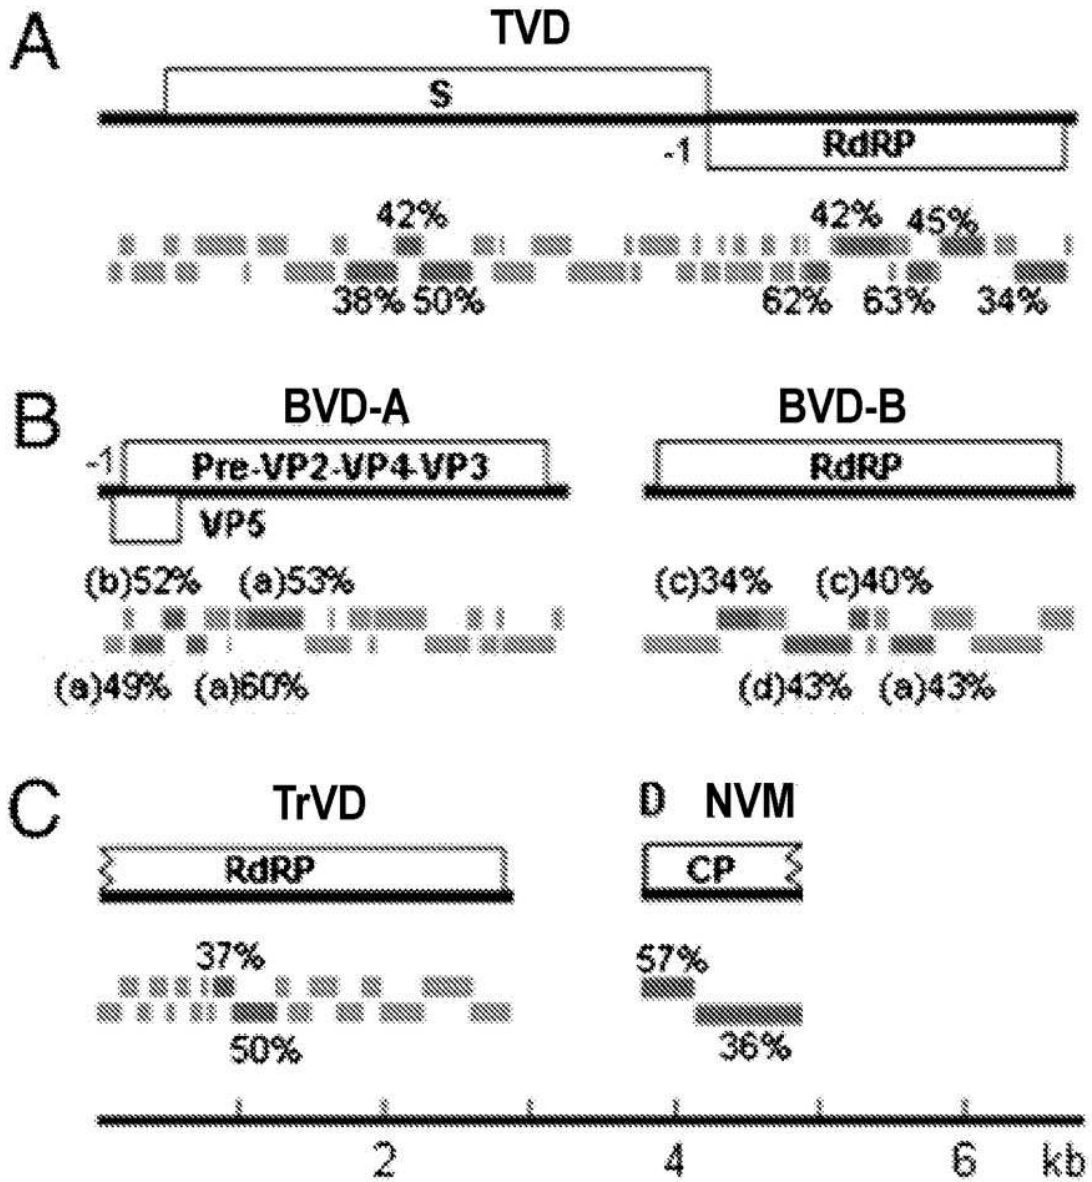 A
TVD
S
-1
RdRP
42%
42%
45%
38%
50%
62%
63%
34%
B
BVD-A
BVD-B
-1
Pre-VP2-VP4-VP3
RdRP
VP5
(b)52%
(a)53%
(c)34%
(c)40%
(a)49%
(a)60%
(d)43%
(a)43%
C
TrVD
D
NVM
RdRP
CP
37%
57%
50%
36%
2
4
6
kb